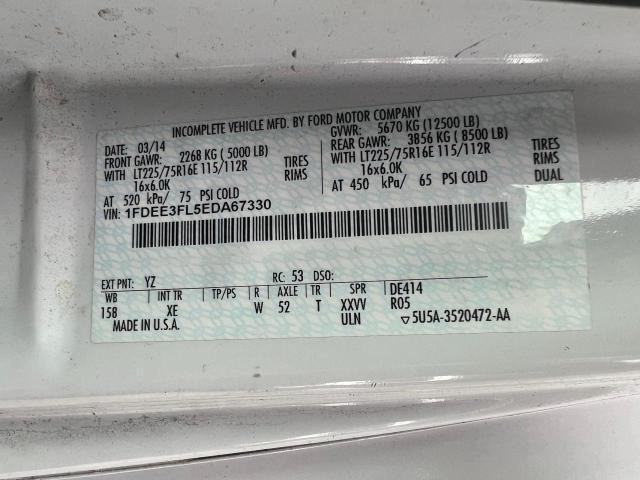 INCOMPLETE VEHICLE MFD. BY FORD MOTOR COMPANY
DATE: 03/14 GVWR: 5670 KG (12500 LB)
FRONT GAWR: 2268 KG (5000 LB) REAR GAWR: 3856 KG (8500 LB)
WITH LT225/75R16E 115/112R TIRES WITH LT225/75R16E 115/112R TIRES
16x6.0K RIMS 16x6.0K RIMS
AT 520 kPa/ 75 PSI COLD AT 450 kPa/ 65 PSI COLD DUAL
VIN: 1FDEE3FL5EDA67330
EXT PNT: YZ RC: 53 DSO:
WB INT TR TP/PS R AXLE TR SPR DE414
158 XE W 52 T XXVV R05
MADE IN U.S.A. ULN ▽5U5A-3520472-AA